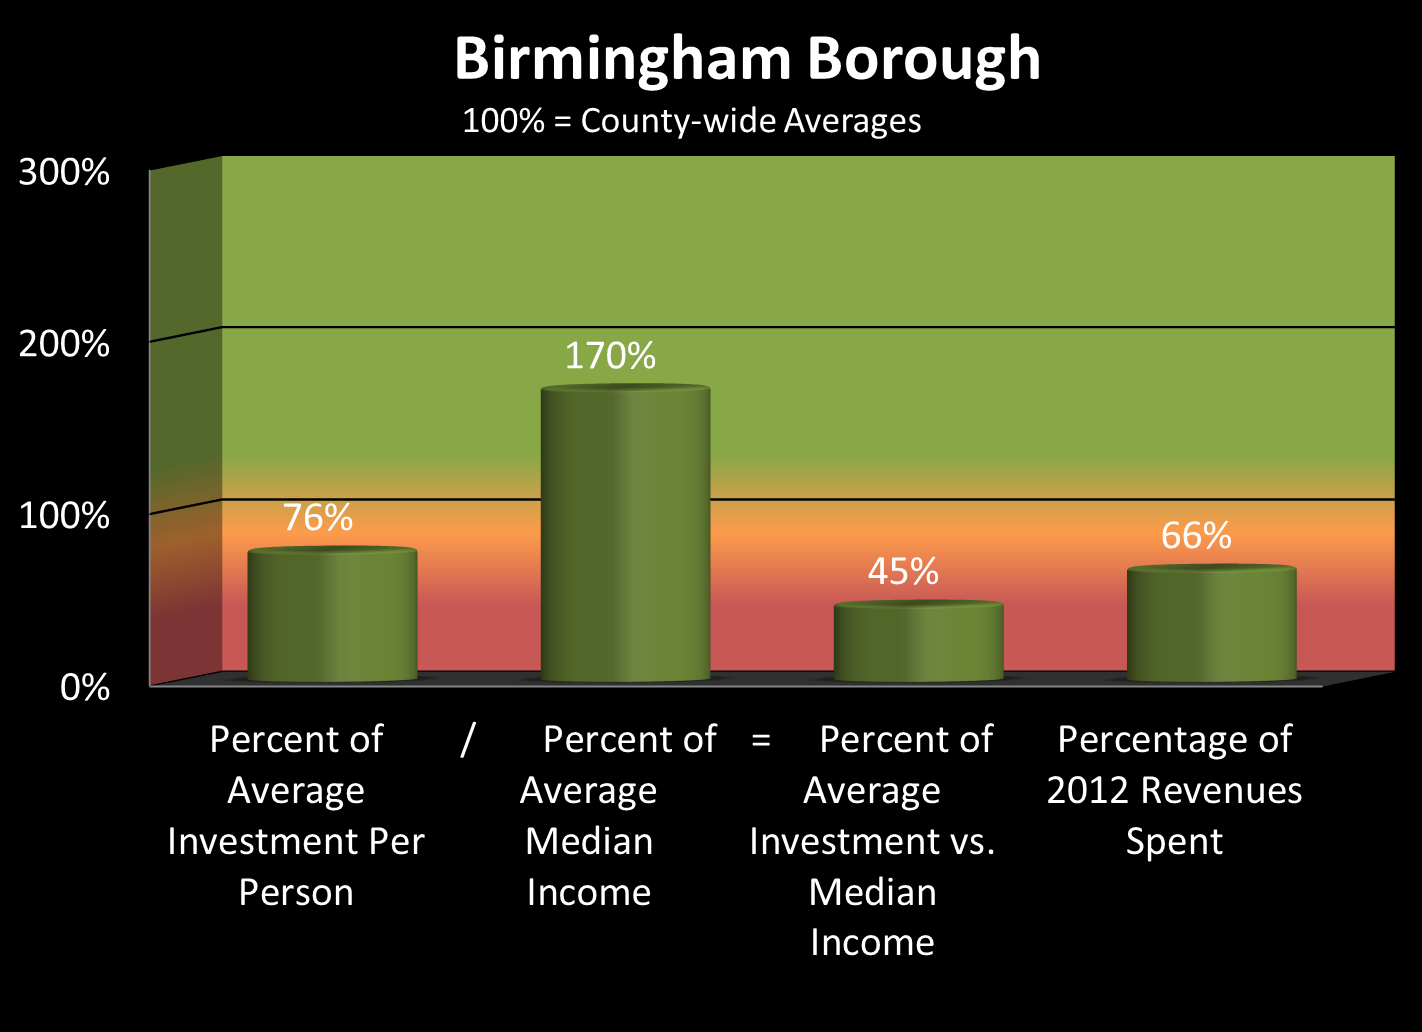 Birmingham Borough
100% = County-wide Averages
300%
200%
100%
0%
76%
170%
45%
66%
Percent of
Average
Investment Per
Person
/
Percent of
Average
Median
Income
=
Percent of
Average
Investment vs.
Median
Income
Percentage of
2012 Revenues
Spent